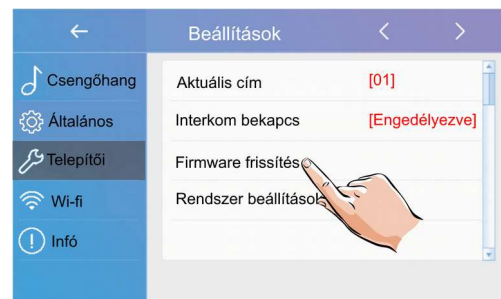 Beállítások
Csengőhang
Általános
Telepítői
Wi-fi
Infó
Aktuális cím [01]
Interkom bekapcs [Engedélyezve]
Firmware frissítés
Rendszer beállítások